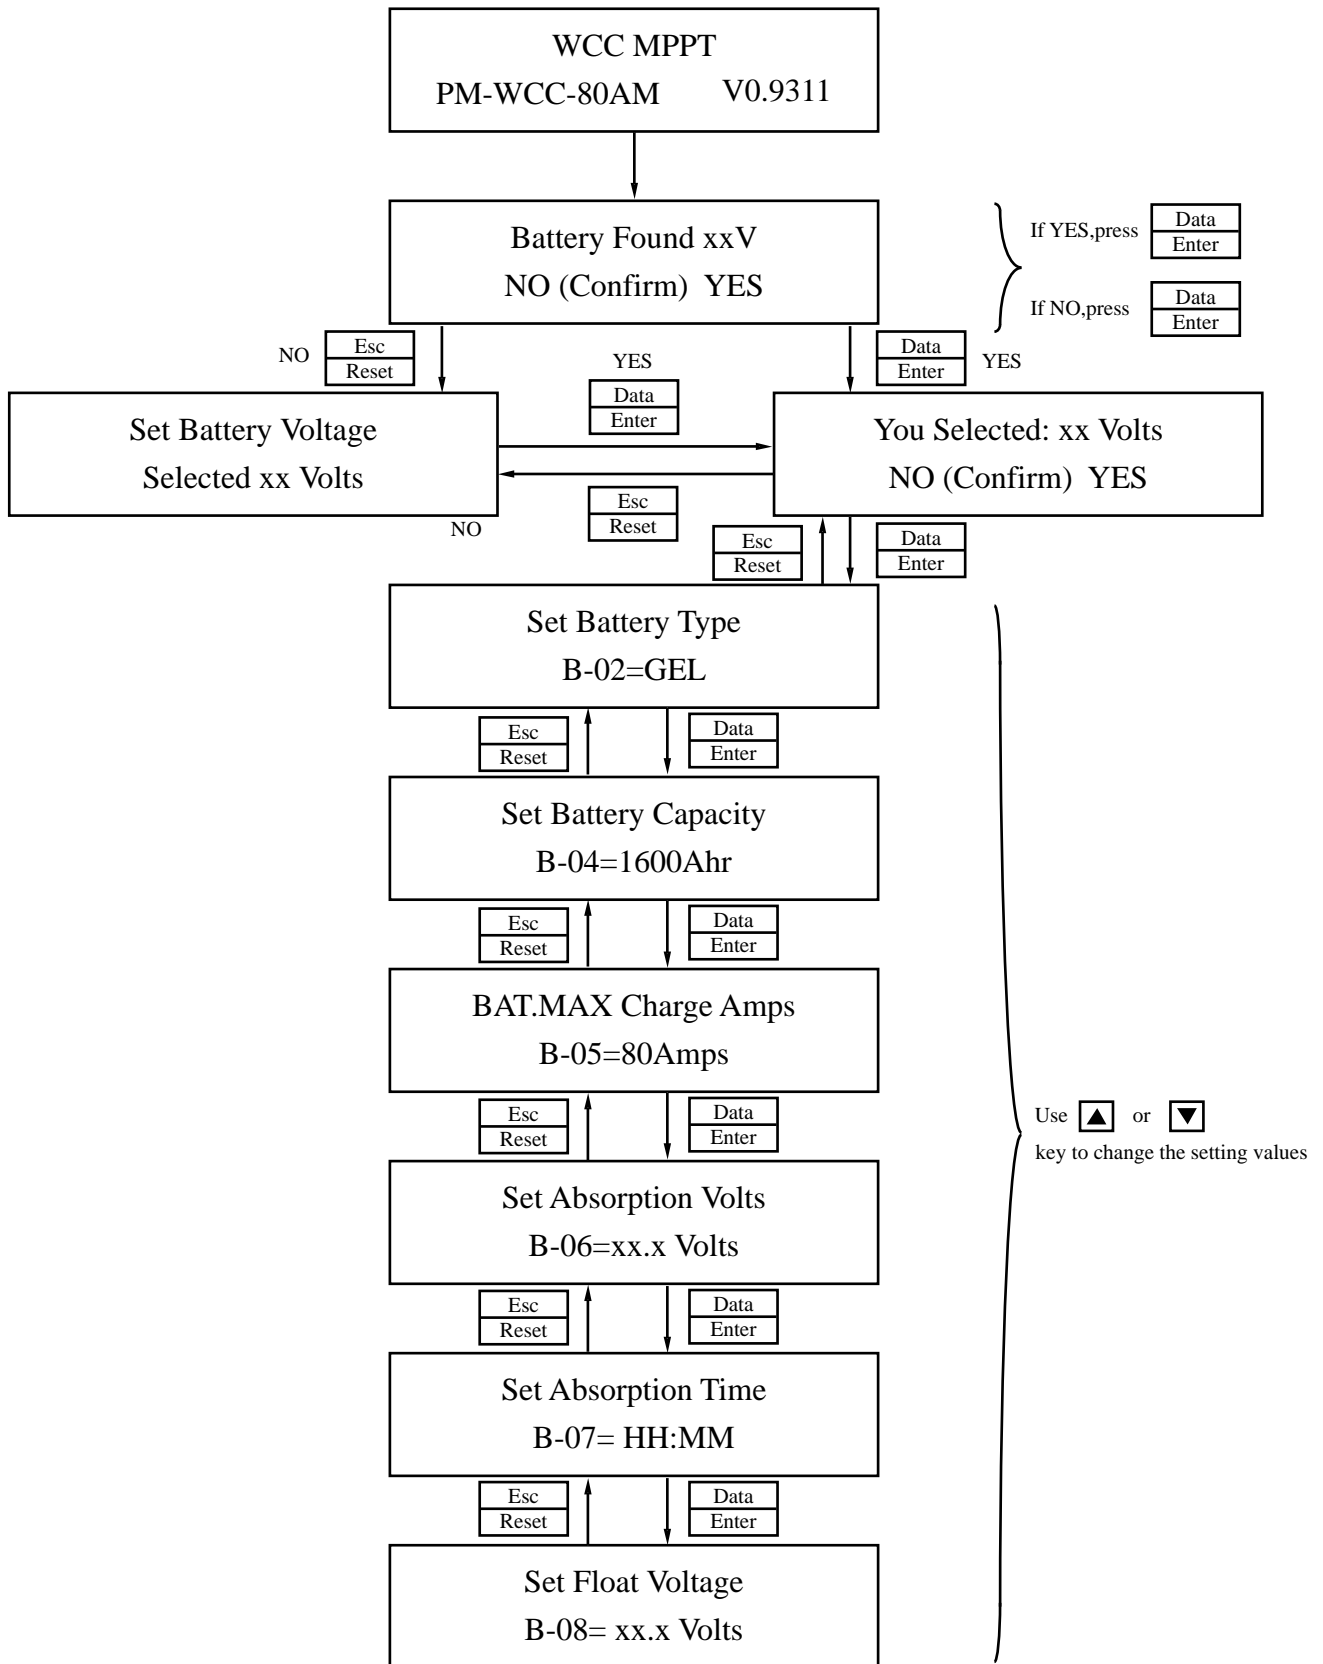 WCC MPPT
PM-WCC-80AM V0.9311
Battery Found xxV
NO (Confirm) YES
If YES,press
Data
Enter
If NO,press
Data
Enter
NO
Esc
Reset
Data
Enter
YES
YES
Data
Enter
Set Battery Voltage
Selected xx Volts
You Selected: xx Volts
NO (Confirm) YES
NO
Esc
Reset
Esc
Reset
Data
Enter
Set Battery Type
B-02=GEL
Esc
Reset
Data
Enter
Set Battery Capacity
B-04=1600Ahr
Esc
Reset
Data
Enter
BAT.MAX Charge Amps
B-05=80Amps
Esc
Reset
Data
Enter
Use ▲ or ▼
key to change the setting values
Set Absorption Volts
B-06=xx.x Volts
Esc
Reset
Data
Enter
Set Absorption Time
B-07= HH:MM
Esc
Reset
Data
Enter
Set Float Voltage
B-08= xx.x Volts